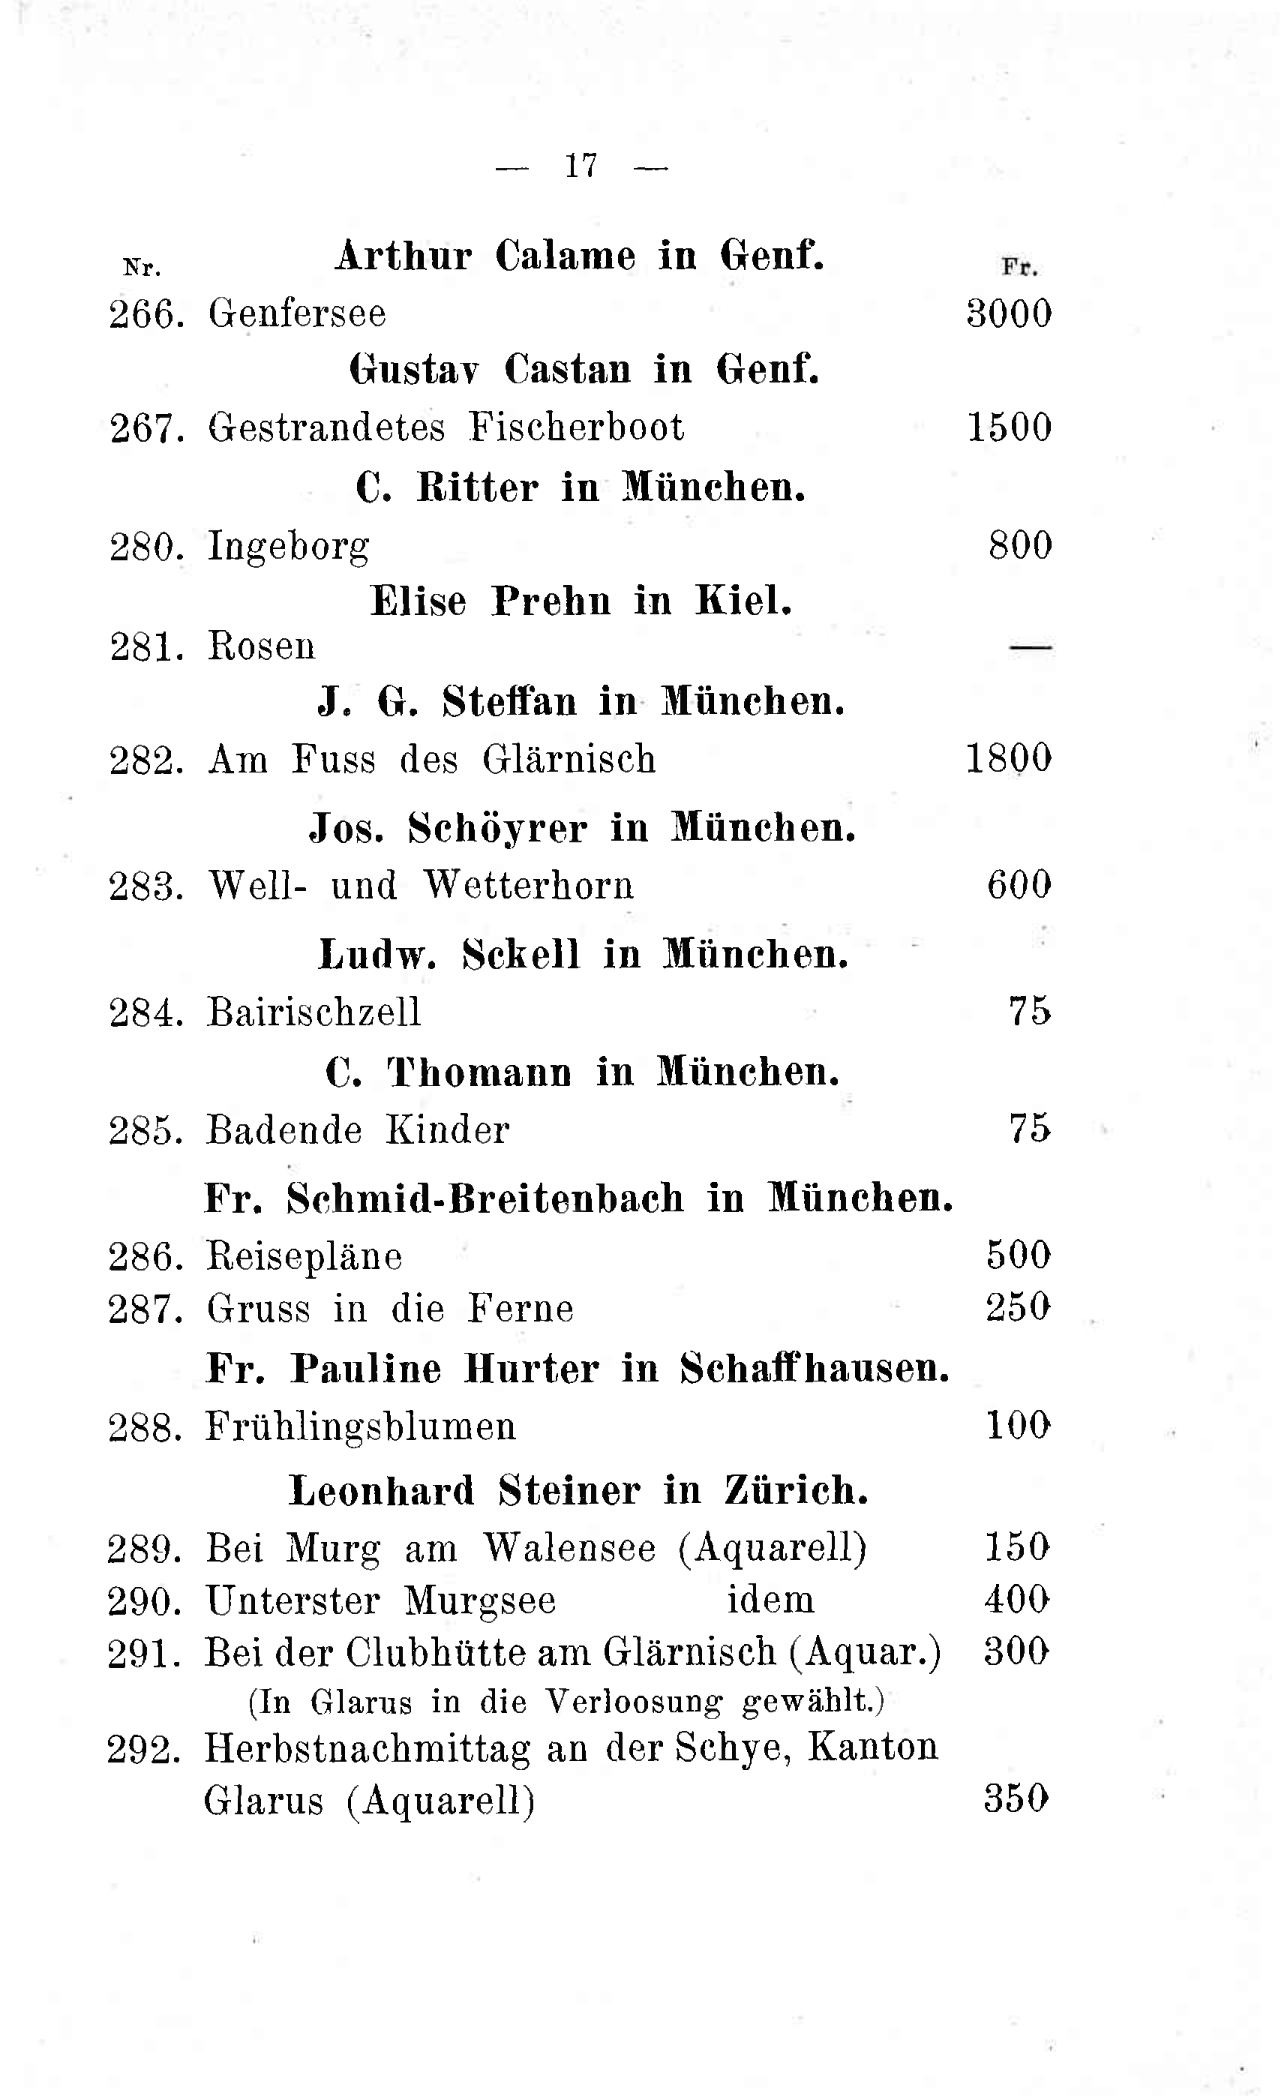 — 17 —
Nr. Arthur Calame in Genf. Fr.
266. Genfersee 3000
Gustav Castan in Genf.
267. Gestrandetes Fischerboot 1500
C. Ritter in München.
280. Ingeborg 800
Elise Prehn in Kiel.
281. Rosen —
J. G. Steffan in München.
282. Am Fuss des Glärnisch 1800
Jos. Schöyrer in München.
283. Well- und Wetterhorn 600
Ludw. Sckell in München.
284. Bairischzell 75
C. Thomann in München.
285. Badende Kinder 75
Fr. Schmid-Breitenbach in München.
286. Reisepläne 500
287. Gruss in die Ferne 250
Fr. Pauline Hurter in Schaffhausen.
288. Frühlingsblumen 100
Leonhard Steiner in Zürich.
289. Bei Murg am Walensee (Aquarell) 150
290. Unterster Murgsee idem 400
291. Bei der Clubhütte am Glärnisch (Aquar.) 300
(In Glarus in die Verloosung gewählt.)
292. Herbstnachmittag an der Schye, Kanton
Glarus (Aquarell) 350